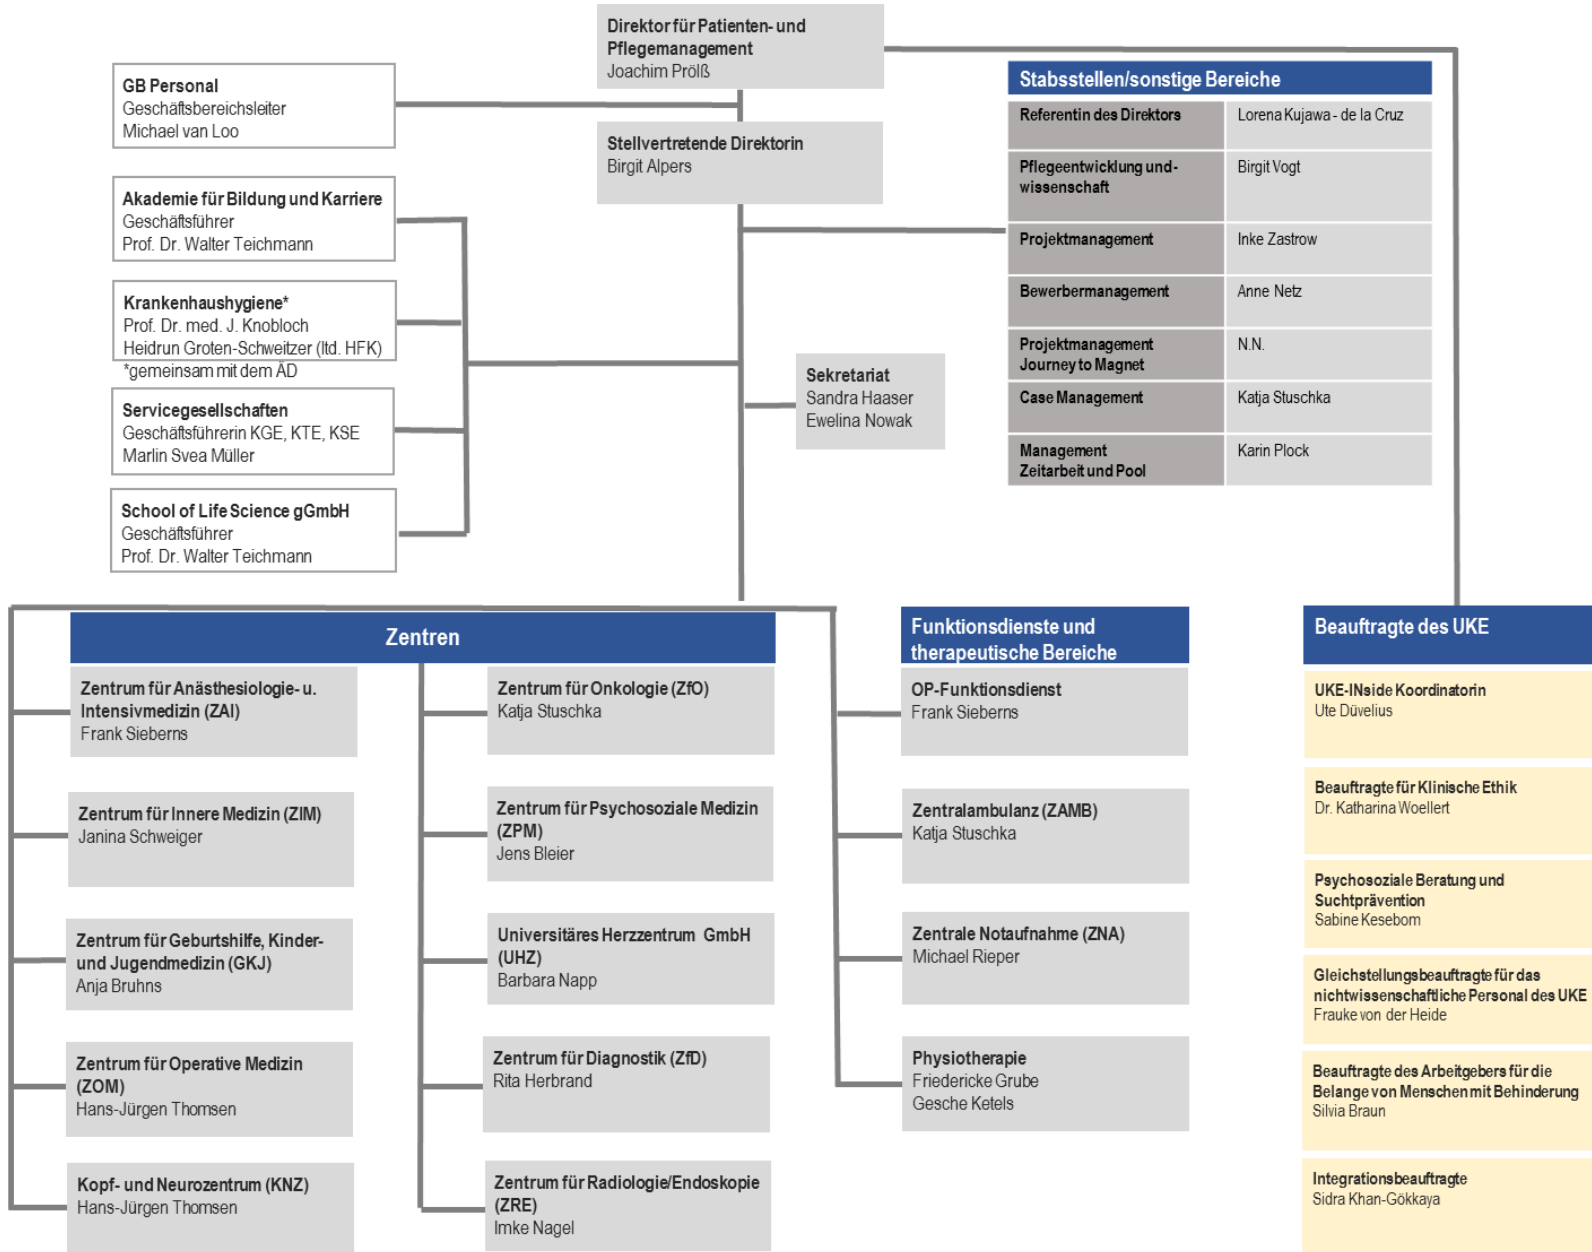 Direktor für Patienten- und
Pflegemanagement
Joachim Prölß
GB Personal
Geschäftsbereichsleiter
Michael van Loo
Stellvertretende Direktorin
Birgit Alpers
Akademie für Bildung und Karriere
Geschäftsführer
Prof. Dr. Walter Teichmann
Krankenhaushygiene*
Prof. Dr. med. J. Knobloch
Heidrun Groten-Schweitzer (ltd. HFK)
*gemeinsam mit dem ÄD
Servicegesellschaften
Geschäftsführerin KGE, KTE, KSE
Marlin Svea Müller
School of Life Science gGmbH
Geschäftsführer
Prof. Dr. Walter Teichmann
Sekretariat
Sandra Haaser
Ewelina Nowak
Stabsstellen/sonstige Bereiche
Referentin des Direktors Lorena Kujawa - de la Cruz
Pflegeentwicklung und - Birgit Vogt
wissenschaft
Projektmanagement Inke Zastrow
Bewerbermanagement Anne Netz
Projektmanagement N.N.
Journey to Magnet
Case Management Katja Stuschka
Management Karin Plock
Zeitarbeit und Pool
Zentren
Zentrum für Anästhesiologie- u.
Intensivmedizin (ZAI)
Frank Sieberns
Zentrum für Innere Medizin (ZIM)
Janina Schweiger
Zentrum für Geburtshilfe, Kinder-
und Jugendmedizin (GKJ)
Anja Bruhns
Zentrum für Operative Medizin
(ZOM)
Hans-Jürgen Thomsen
Kopf- und Neurozentrum (KNZ)
Hans-Jürgen Thomsen
Zentrum für Onkologie (ZfO)
Katja Stuschka
Zentrum für Psychosoziale Medizin
(ZPM)
Jens Bleier
Universitäres Herzzentrum GmbH
(UHZ)
Barbara Napp
Zentrum für Diagnostik (ZfD)
Rita Herbrand
Zentrum für Radiologie/Endoskopie
(ZRE)
Imke Nagel
Funktionsdienste und
therapeutische Bereiche
OP-Funktionsdienst
Frank Sieberns
Zentralambulanz (ZAMB)
Katja Stuschka
Zentrale Notaufnahme (ZNA)
Michael Rieper
Physiotherapie
Friedericke Grube
Gesche Ketels
Beauftragte des UKE
UKE-INside Koordinatorin
Ute Düvelius
Beauftragte für Klinische Ethik
Dr. Katharina Woellert
Psychosoziale Beratung und
Suchtprävention
Sabine Kesebom
Gleichstellungsbeauftragte für das
nichtwissenschaftliche Personal des UKE
Frauke von der Heide
Beauftragte des Arbeitgebers für die
Belange von Menschen mit Behinderung
Silvia Braun
Integrationsbeauftragte
Sidra Khan-Gökkaya